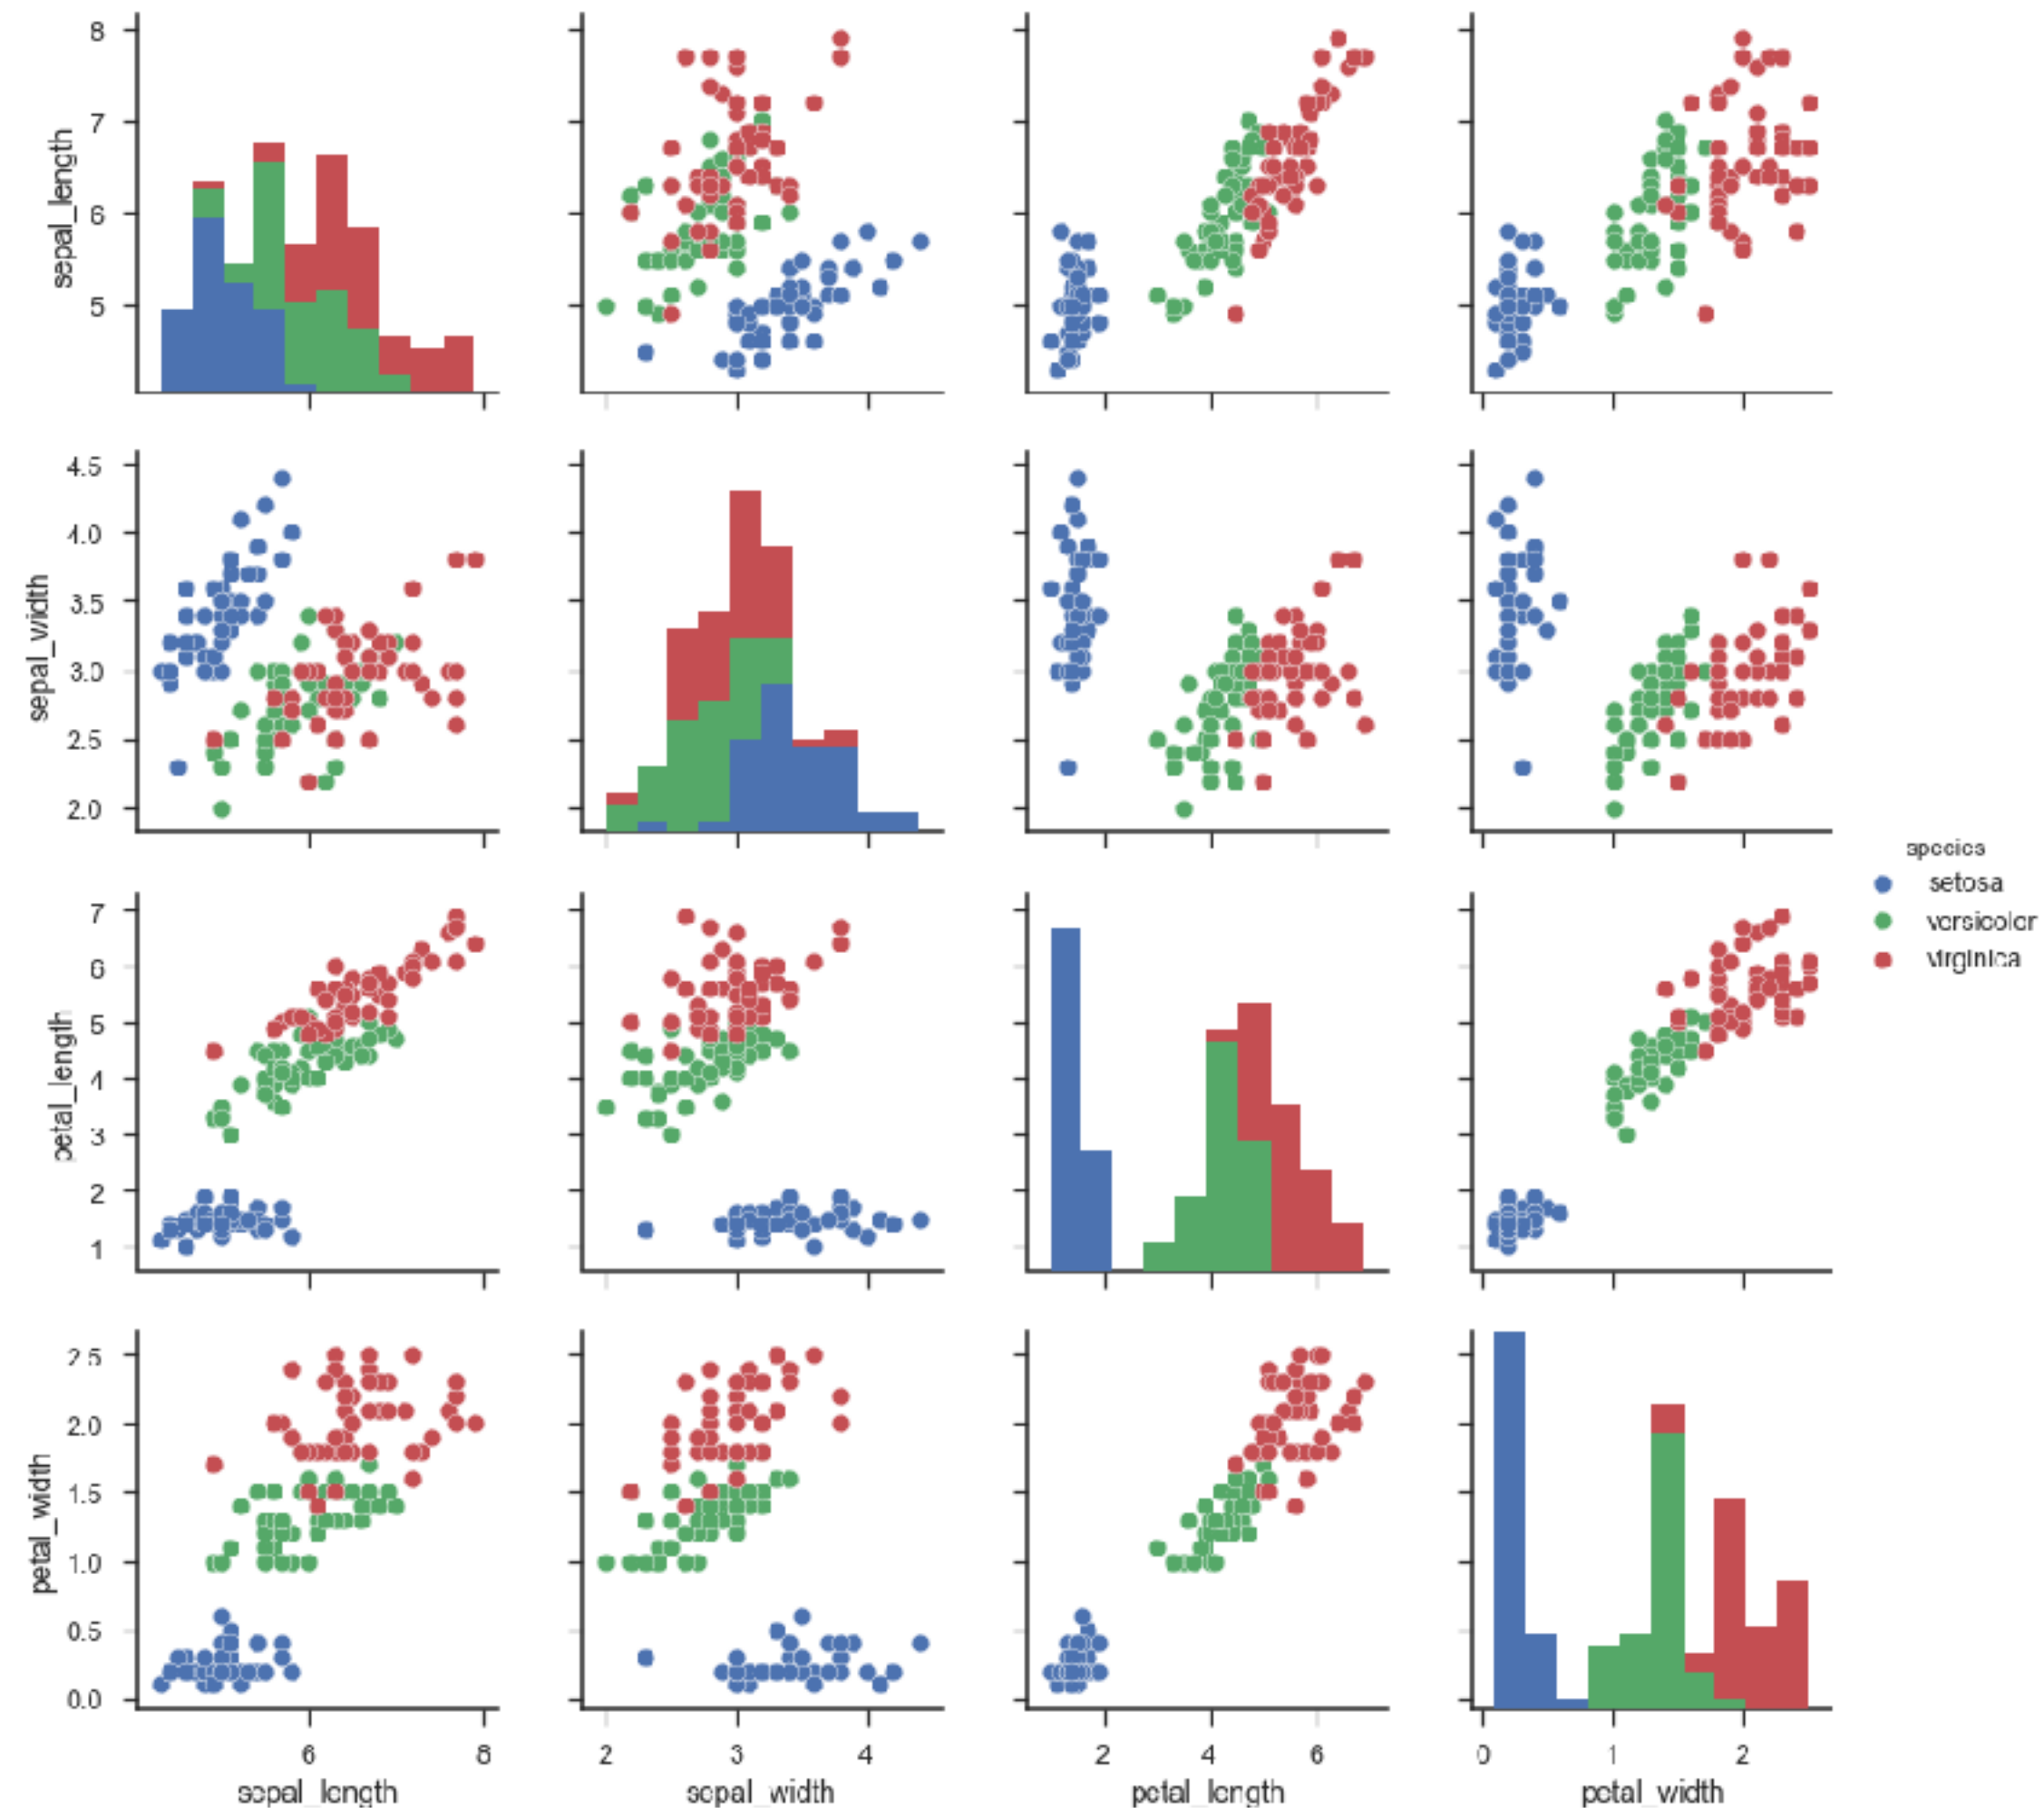 8
7
6
5
sepal_length
4.5
4.0
3.5
3.0
2.5
2.0
sepal_width
species
setosa
versicolor
virginica
7
6
5
4
3
2
1
petal_length
2.5
2.0
1.5
1.0
0.5
0.0
petal_width
6 8
2 3 4
2 4 6
0 1 2
sepal_length sepal_width petal_length petal_width